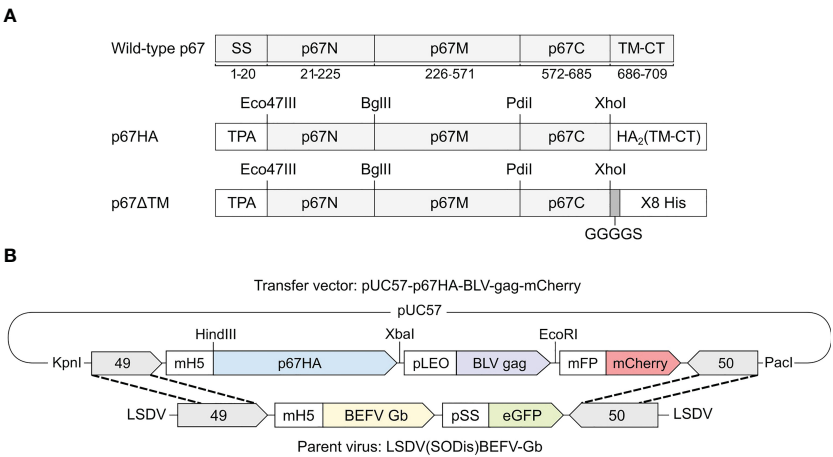 A
Wild-type p67 SS p67N p67M p67C TM-CT
1-20 21-225 226-571 572-685 686-709
Eco47III BglII PdiI XhoI
p67HA TPA p67N p67M p67C HA₂(TM-CT)
Eco47III BglII PdiI XhoI
p67ΔTM TPA p67N p67M p67C X8 His
GGGGS
B
Transfer vector: pUC57-p67HA-BLV-gag-mCherry
pUC57
HindIII XbaI EcoRI
KpnI 49 mH5 p67HA pLEO BLV gag mFP mCherry 50 PacI
LSDV 49 mH5 BEFV Gb pSS eGFP 50 LSDV
Parent virus: LSDV(SODis)BEFV-Gb